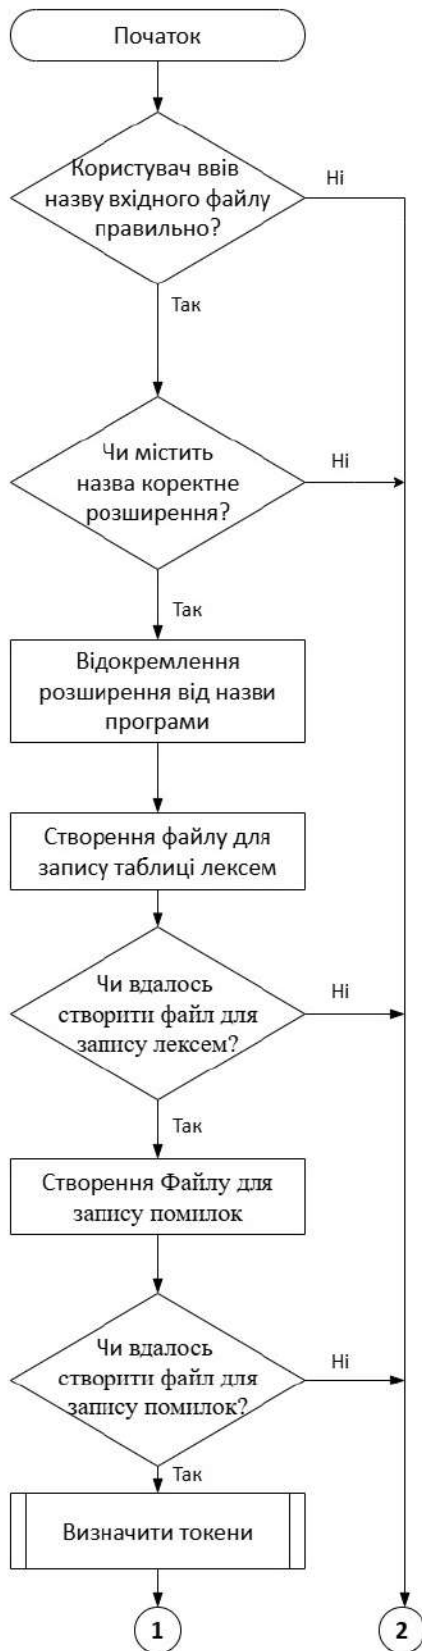 Початок
Користувач ввів
назву вхідного файлу
правильно?
Ні
Так
Чи містить
назва коректне
розширення?
Ні
Так
Відокремлення
розширення від назви
програми
Створення файлу для
запису таблиці лексем
Чи вдалось
створити файл для
запису лексем?
Ні
Так
Створення Файлу для
запису помилок
Чи вдалось
створити файл для
запису помилок?
Ні
Так
Визначити токени
1
2